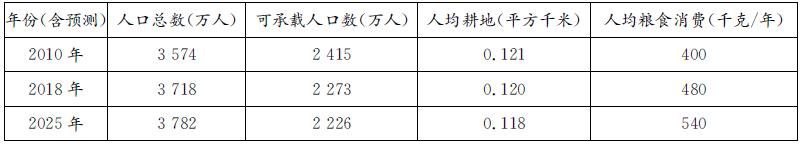 年份(含预测) 人口总数(万人) 可承载人口数(万人) 人均耕地(平方千米) 人均粮食消费(千克/年)
2010 年 3 574 2 415 0.121 400
2018 年 3 718 2 273 0.120 480
2025 年 3 782 2 226 0.118 540